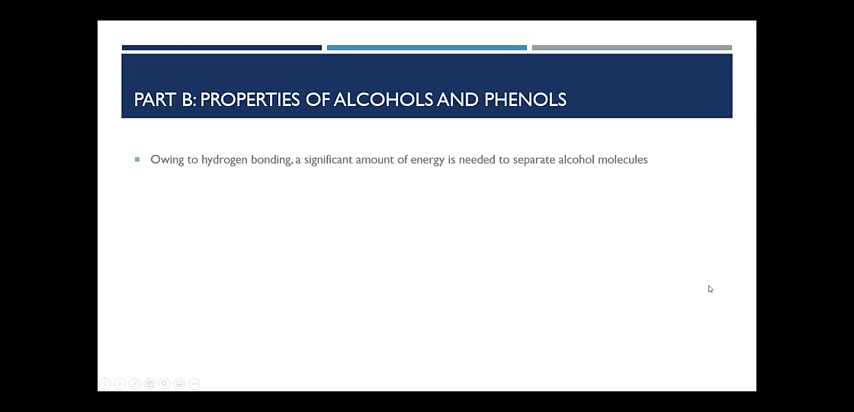 PART B: PROPERTIES OF ALCOHOLS AND PHENOLS
Owing to hydrogen bonding, a significant amount of energy is needed to separate alcohol molecules